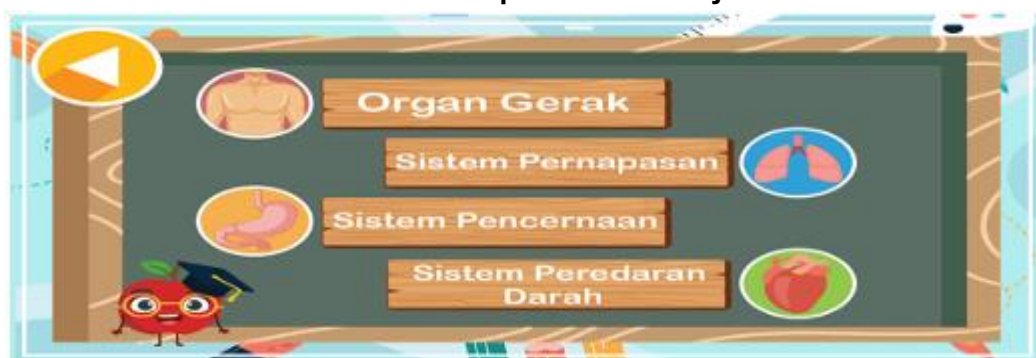 Organ Gerak
Sistem Pernapasan
Sistem Pencernaan
Sistem Peredaran
Darah